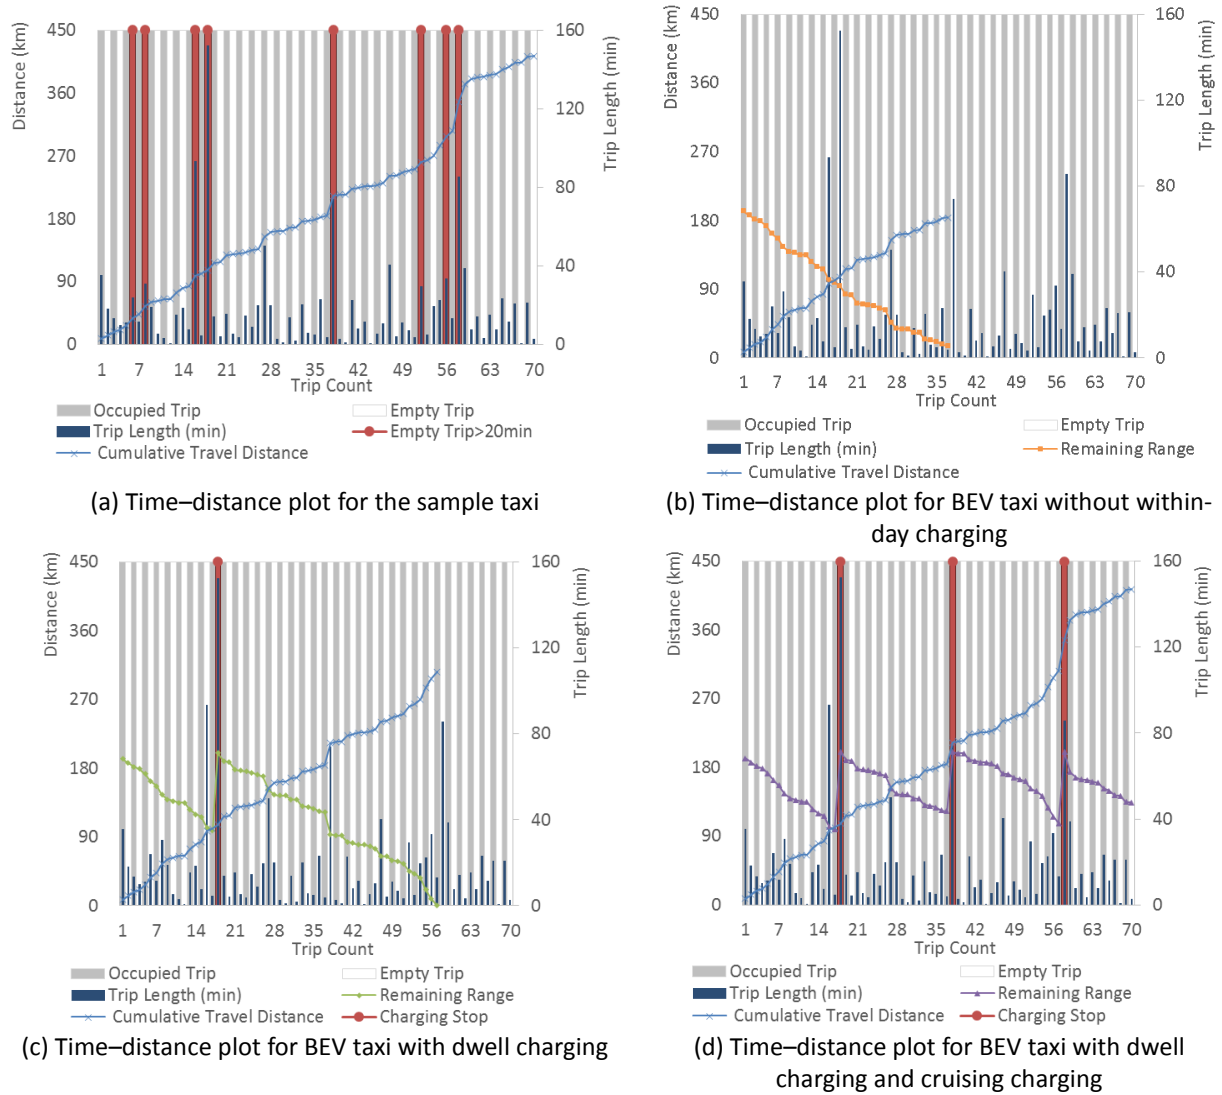 Distance (km)
450
360
270
180
90
0
160
120
80
40
0
Trip Length (min)
1 7 14 21 28 35 42 49 56 63 70
Trip Count
Occupied Trip
Empty Trip
Trip Length (min)
Empty Trip>20min
Cumulative Travel Distance
(a) Time–distance plot for the sample taxi
Distance (km)
450
360
270
180
90
0
160
120
80
40
0
Trip Length (min)
1 7 14 21 28 35 42 49 56 63 70
Trip Count
Occupied Trip
Empty Trip
Trip Length (min)
Remaining Range
Cumulative Travel Distance
(b) Time–distance plot for BEV taxi without within-
day charging
Distance (km)
450
360
270
180
90
0
160
120
80
40
0
Trip Length (min)
1 7 14 21 28 35 42 49 56 63 70
Trip Count
Occupied Trip
Empty Trip
Trip Length (min)
Remaining Range
Cumulative Travel Distance
Charging Stop
(c) Time–distance plot for BEV taxi with dwell charging
Distance (km)
450
360
270
180
90
0
160
120
80
40
0
Trip Length (min)
1 7 14 21 28 35 42 49 56 63 70
Trip Count
Occupied Trip
Empty Trip
Trip Length (min)
Remaining Range
Cumulative Travel Distance
Charging Stop
(d) Time–distance plot for BEV taxi with dwell
charging and cruising charging